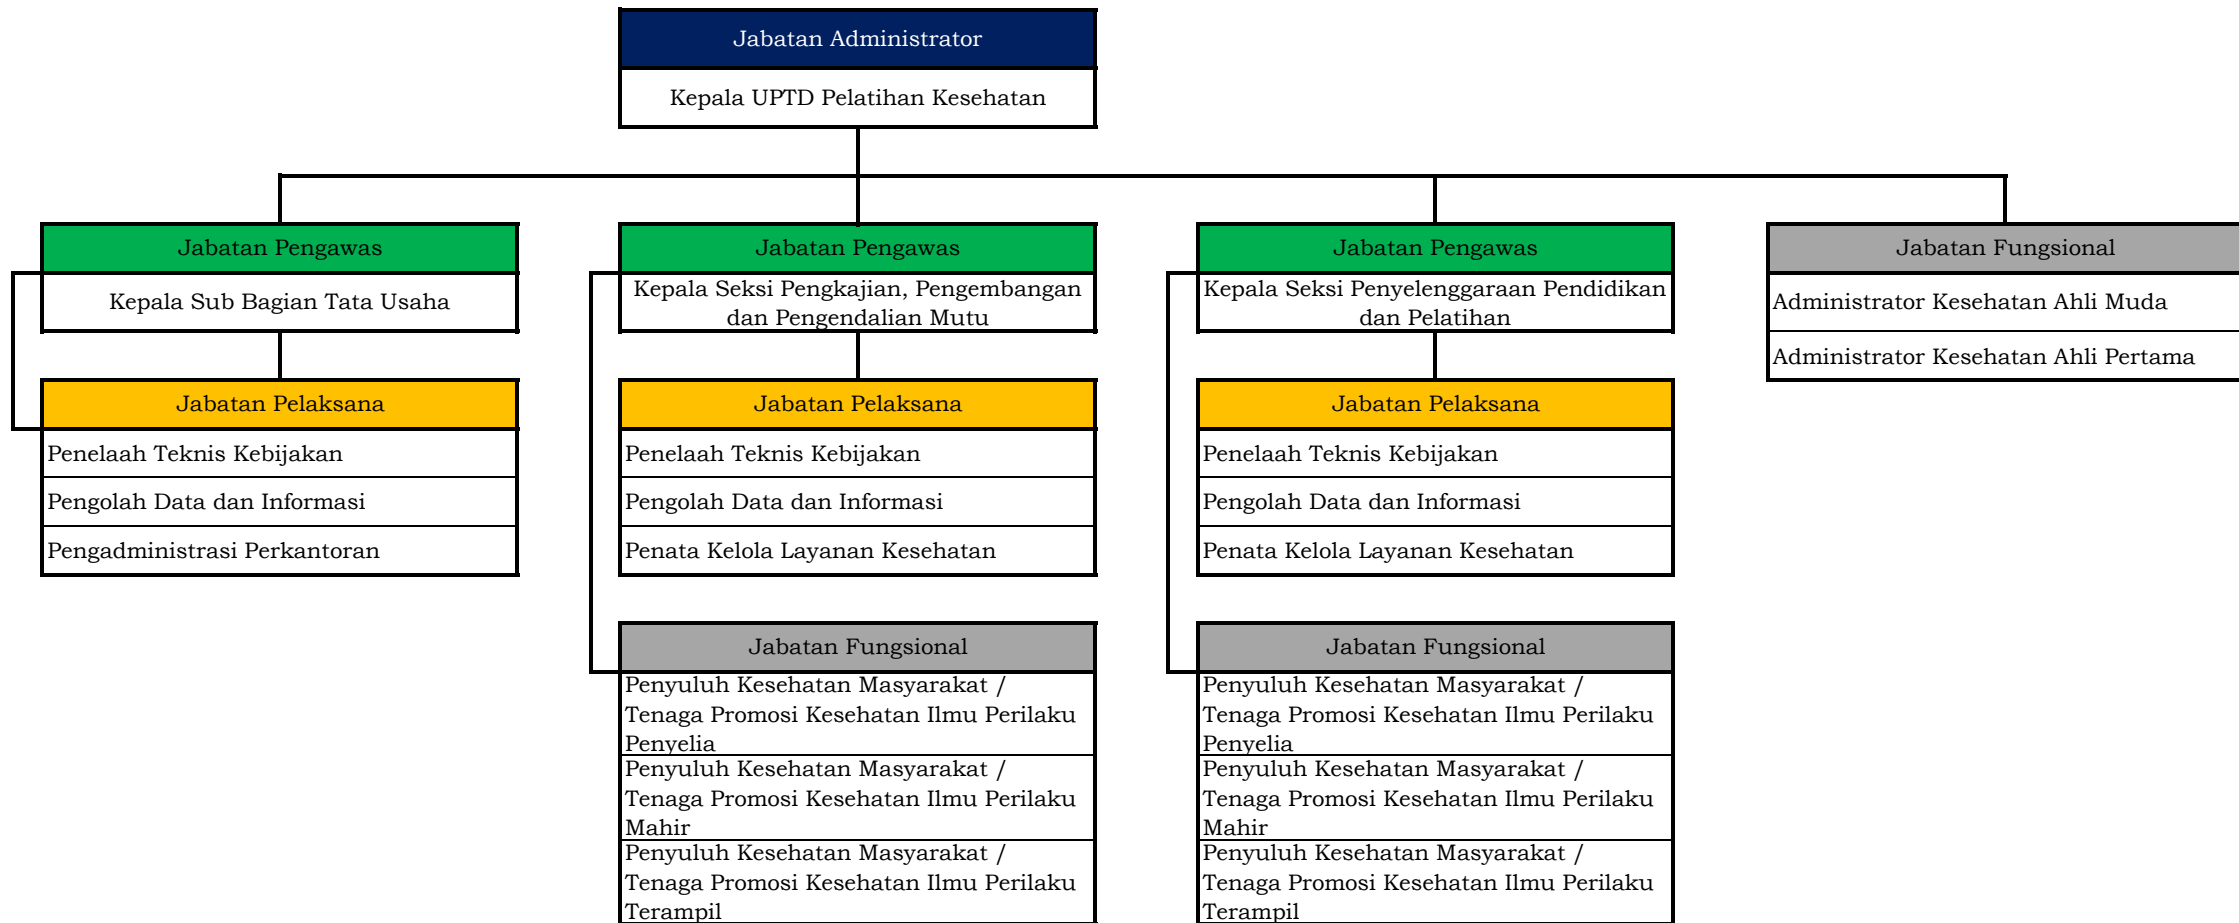 Jabatan Administrator
Kepala UPTD Pelatihan Kesehatan
Jabatan Pengawas
Kepala Sub Bagian Tata Usaha
Jabatan Pelaksana
Penelaah Teknis Kebijakan
Pengolah Data dan Informasi
Pengadministrasi Perkantoran
Jabatan Pengawas
Kepala Seksi Pengkajian, Pengembangan
dan Pengendalian Mutu
Jabatan Pelaksana
Penelaah Teknis Kebijakan
Pengolah Data dan Informasi
Penata Kelola Layanan Kesehatan
Jabatan Fungsional
Penyuluh Kesehatan Masyarakat /
Tenaga Promosi Kesehatan Ilmu Perilaku
Penyelia
Penyuluh Kesehatan Masyarakat /
Tenaga Promosi Kesehatan Ilmu Perilaku
Mahir
Penyuluh Kesehatan Masyarakat /
Tenaga Promosi Kesehatan Ilmu Perilaku
Terampil
Jabatan Pengawas
Kepala Seksi Penyelenggaraan Pendidikan
dan Pelatihan
Jabatan Pelaksana
Penelaah Teknis Kebijakan
Pengolah Data dan Informasi
Penata Kelola Layanan Kesehatan
Jabatan Fungsional
Penyuluh Kesehatan Masyarakat /
Tenaga Promosi Kesehatan Ilmu Perilaku
Penyelia
Penyuluh Kesehatan Masyarakat /
Tenaga Promosi Kesehatan Ilmu Perilaku
Mahir
Penyuluh Kesehatan Masyarakat /
Tenaga Promosi Kesehatan Ilmu Perilaku
Terampil
Jabatan Fungsional
Administrator Kesehatan Ahli Muda
Administrator Kesehatan Ahli Pertama